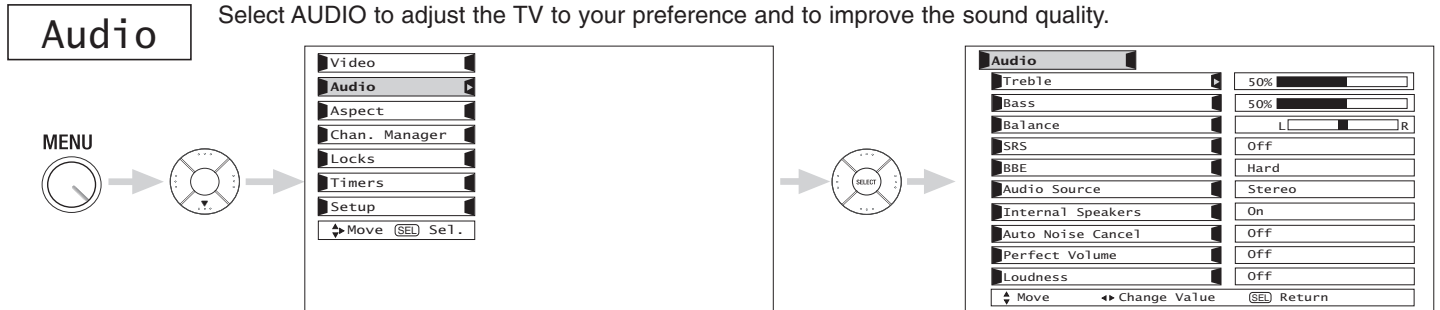 Audio
Select AUDIO to adjust the TV to your preference and to improve the sound quality.
MENU
Video
Audio
Aspect
Chan. Manager
Locks
Timers
Setup
Move SEL Sel.
SELECT
Audio
Treble 50%
Bass 50%
Balance L R
SRS Off
BBE Hard
Audio Source Stereo
Internal Speakers On
Auto Noise Cancel Off
Perfect Volume Off
Loudness Off
Move Change Value SEL Return